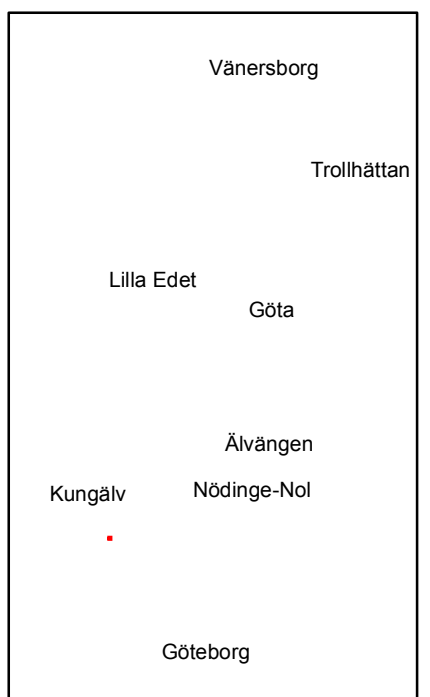 Vänersborg
Trollhättan
Lilla Edet
Göta
Älvängen
Nödinge-Nol
Kungälv
Göteborg